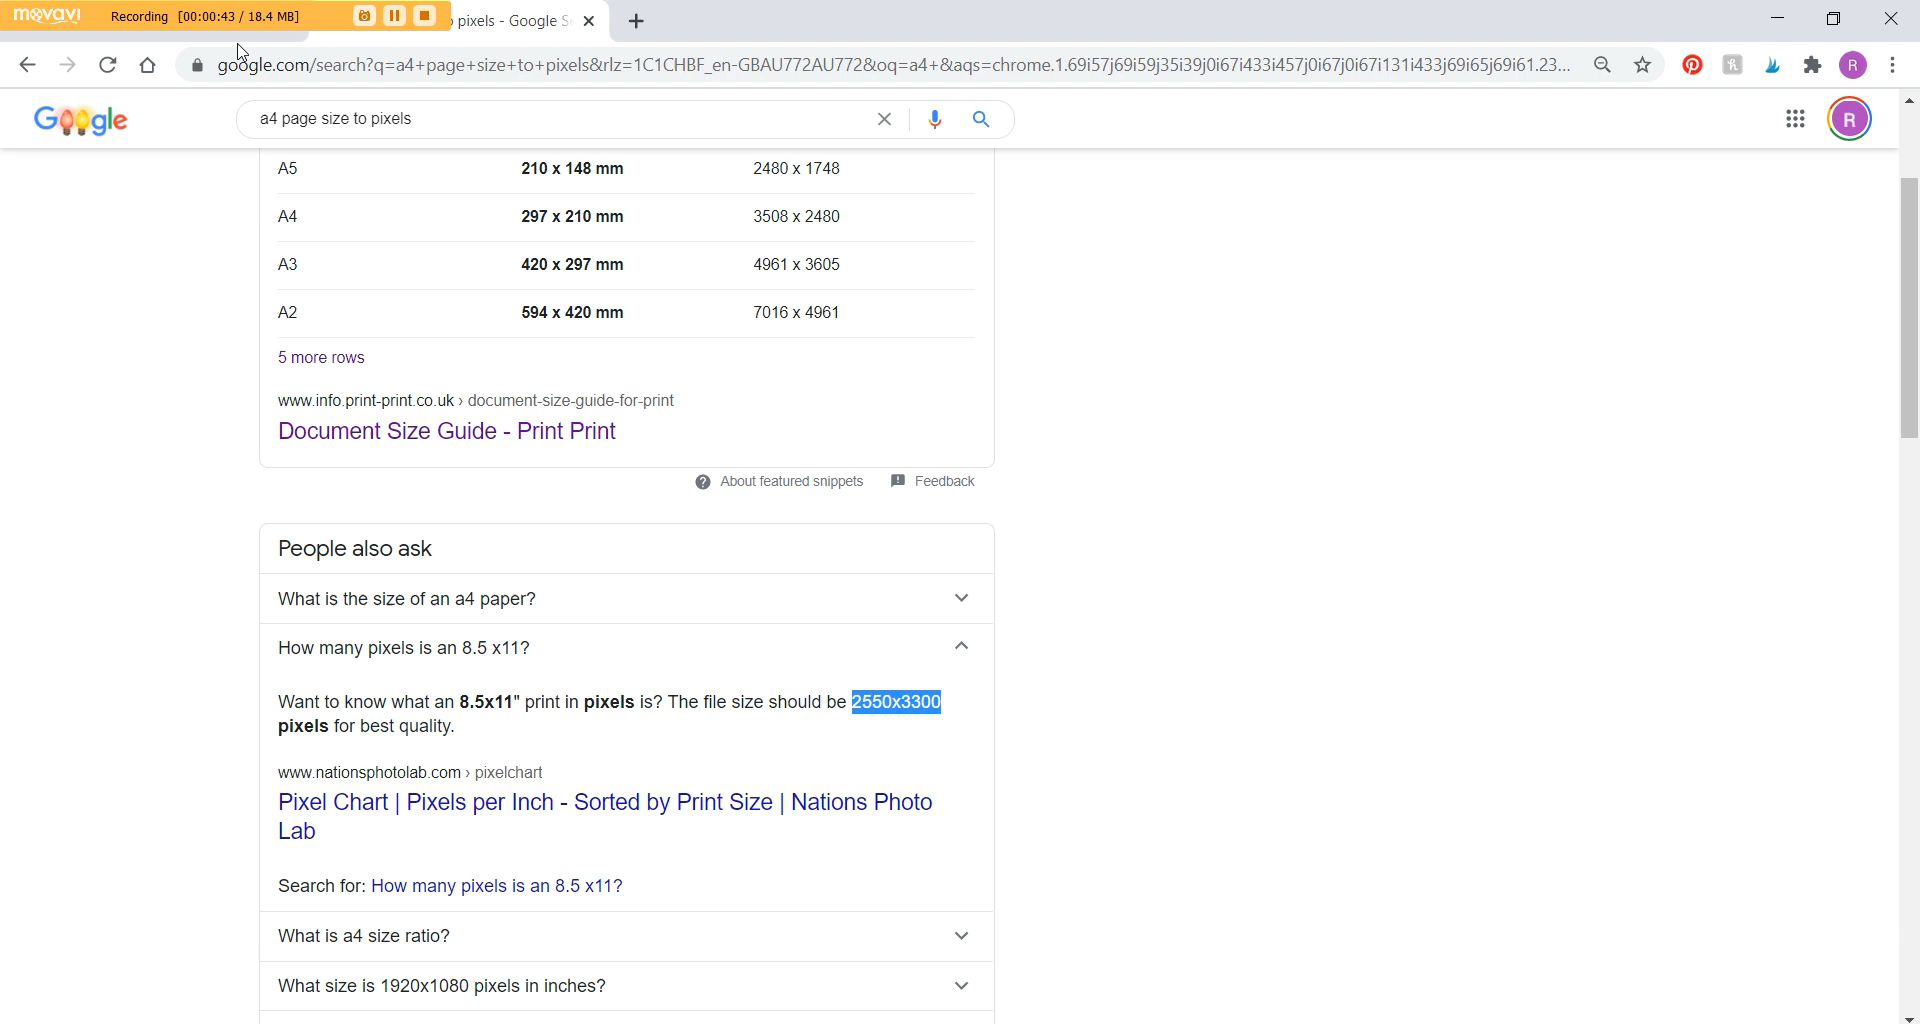 movavi Recording [00:00:43 / 18.4 MB]
pixels - Google S
google.com/search?q=a4+page+size+to+pixels&rlz=1C1CHBF_en-GBAU772AU772&oq=a4+&aqs=chrome.1.69i57j69i59j35i39j0i67i433i457j0i67j0i67i131i433j69i65j69i61.23... R
Google a4 page size to pixels R
A5 210 x 148 mm 2480 x 1748
A4 297 x 210 mm 3508 x 2480
A3 420 x 297 mm 4961 x 3605
A2 594 x 420 mm 7016 x 4961
5 more rows
www.info.print-print.co.uk › document-size-guide-for-print
Document Size Guide - Print Print
About featured snippets Feedback
People also ask
What is the size of an a4 paper?
How many pixels is an 8.5 x11?
Want to know what an 8.5x11" print in pixels is? The file size should be 2550x3300
pixels for best quality.
www.nationsphotolab.com › pixelchart
Pixel Chart | Pixels per Inch - Sorted by Print Size | Nations Photo
Lab
Search for: How many pixels is an 8.5 x11?
What is a4 size ratio?
What size is 1920x1080 pixels in inches?